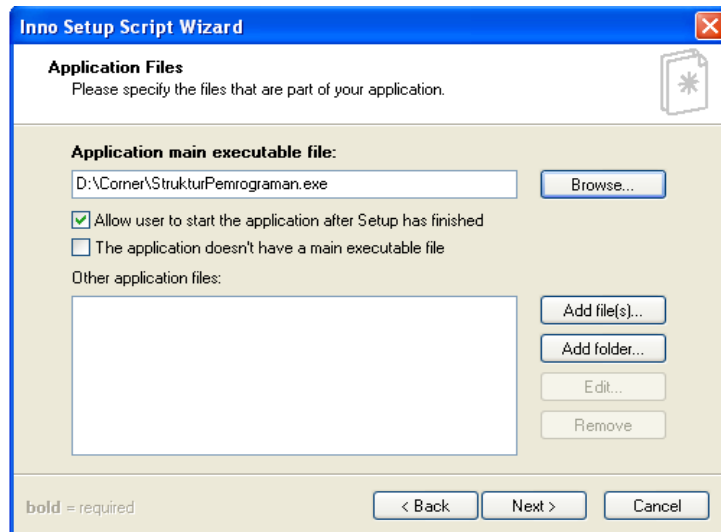 Inno Setup Script Wizard
Application Files
Please specify the files that are part of your application.
Application main executable file:
D:\Corner\StrukturPemrograman.exe
Browse...
Allow user to start the application after Setup has finished
The application doesn't have a main executable file
Other application files:
Add file(s)...
Add folder...
Edit...
Remove
bold = required
< Back
Next >
Cancel